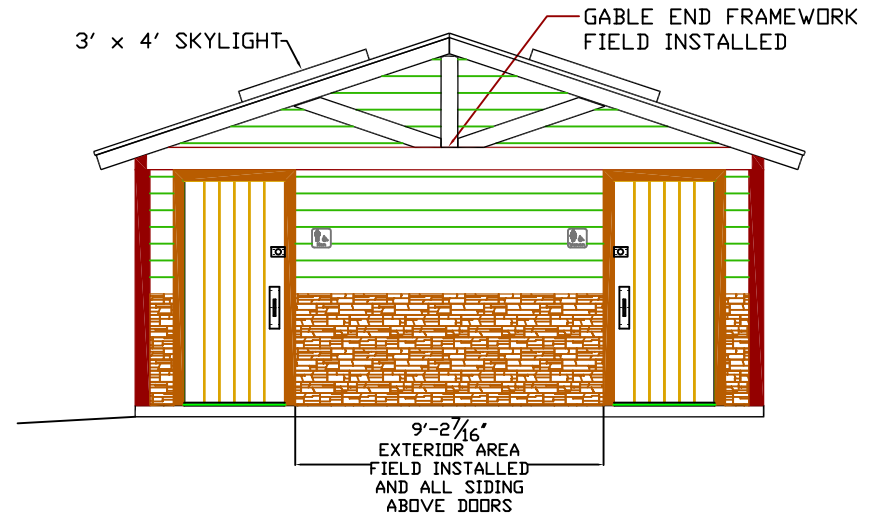 GABLE END FRAMEWORK
FIELD INSTALLED
3' x 4' SKYLIGHT
9'-2 7/16"
EXTERIOR AREA
FIELD INSTALLED
AND ALL SIDING
ABOVE DOORS